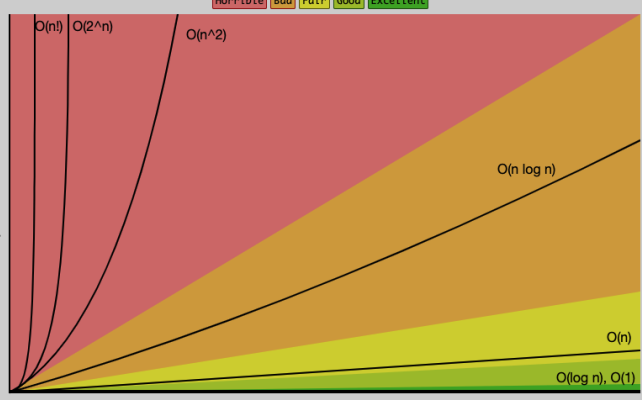 Horrible Bad Fair Good Excellent
O(n!) O(2^n) O(n^2)
O(n log n)
O(n)
O(log n), O(1)